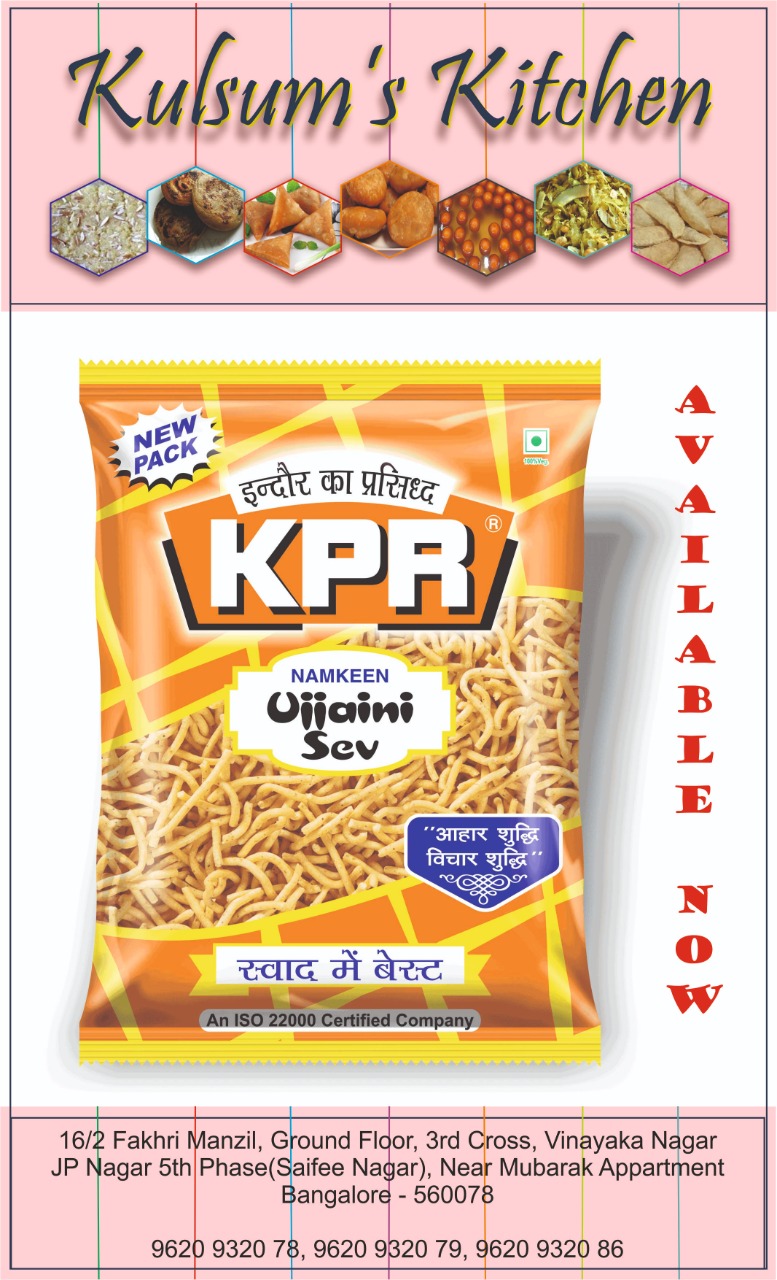 Kulsum's Kitchen
NEW
PACK
100%Veg.
इन्दौर का प्रसिध्द
KPR®
NAMKEEN
Ujjaini
Sev
"आहार शुद्धि
विचार शुद्धि"
स्वाद में बेस्ट
An ISO 22000 Certified Company
AVAILABLE NOW
16/2 Fakhri Manzil, Ground Floor, 3rd Cross, Vinayaka Nagar
JP Nagar 5th Phase(Saifee Nagar), Near Mubarak Appartment
Bangalore - 560078
9620 9320 78, 9620 9320 79, 9620 9320 86